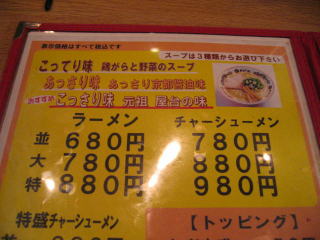 表示価格はすべて税込です
スープは3種類からお選び下さい
こってり味 鶏がらと野菜のスープ
あっさり味 あっさり京都醤油味
おすすめ こっさり味 元祖 屋台の味
ラーメン チャーシューメン
並 680円 780円
大 780円 880円
特 880円 980円
特盛チャーシューメン 【トッピング】